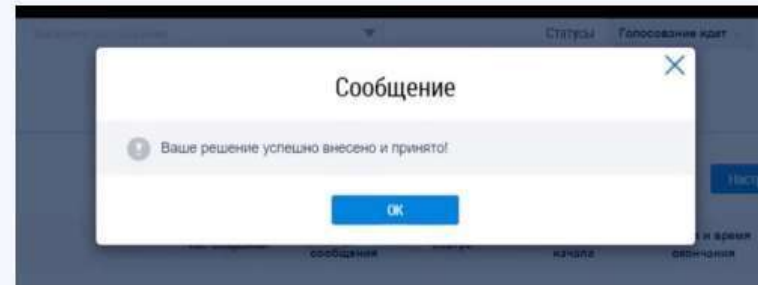 Статусы Голосование идет
Сообщение
Ваше решение успешно внесено и принято!
OK
сообщения
начала
и время
окончания